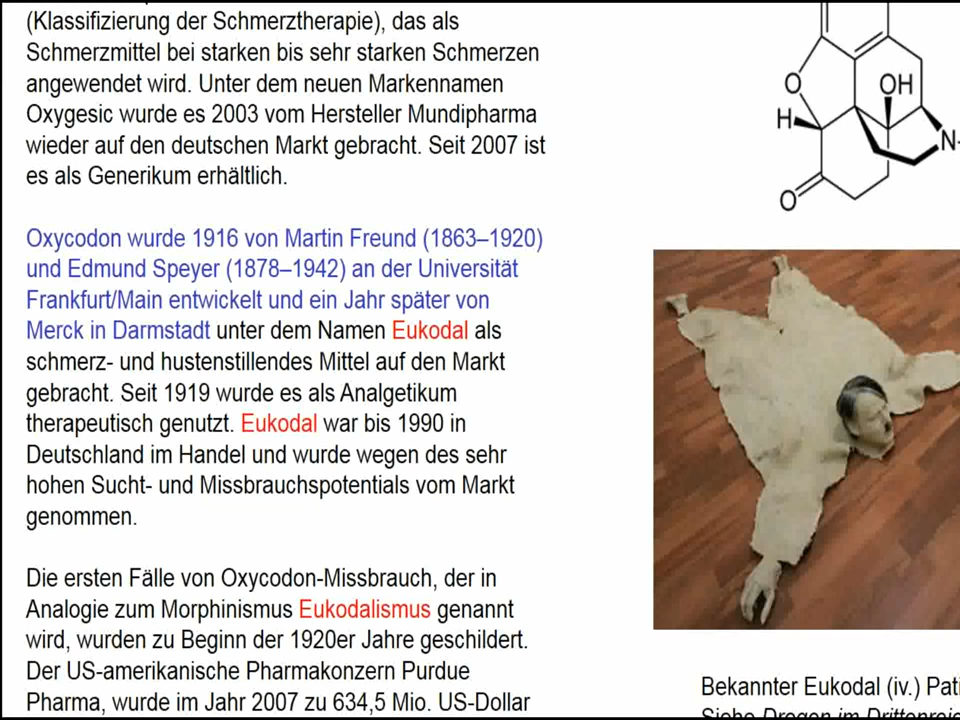 (Klassifizierung der Schmerztherapie), das als
Schmerzmittel bei starken bis sehr starken Schmerzen
angewendet wird. Unter dem neuen Markennamen
Oxygesic wurde es 2003 vom Hersteller Mundipharma
wieder auf den deutschen Markt gebracht. Seit 2007 ist
es als Generikum erhältlich.
Oxycodon wurde 1916 von Martin Freund (1863–1920)
und Edmund Speyer (1878–1942) an der Universität
Frankfurt/Main entwickelt und ein Jahr später von
Merck in Darmstadt unter dem Namen Eukodal als
schmerz- und hustenstillendes Mittel auf den Markt
gebracht. Seit 1919 wurde es als Analgetikum
therapeutisch genutzt. Eukodal war bis 1990 in
Deutschland im Handel und wurde wegen des sehr
hohen Sucht- und Missbrauchspotentials vom Markt
genommen.
Die ersten Fälle von Oxycodon-Missbrauch, der in
Analogie zum Morphinismus Eukodalismus genannt
wird, wurden zu Beginn der 1920er Jahre geschildert.
Der US-amerikanische Pharmakonzern Purdue
Pharma, wurde im Jahr 2007 zu 634,5 Mio. US-Dollar
O
OH
H
N
O
Bekannter Eukodal (iv.) Pati
Siehe Drogen im Drittenreic